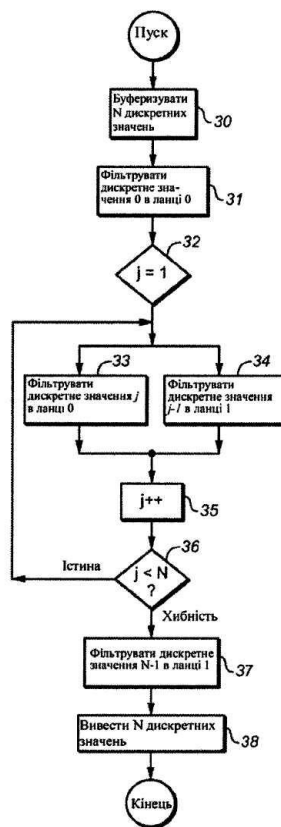 Пуск
Буферизувати
N дискретних
значень
30
Фільтрувати
дискретне зна-
чення 0 в ланці 0
31
32
j = 1
33
Фільтрувати
дискретне значення j
в ланці 0
34
Фільтрувати
дискретне значення
j-1 в ланці 1
j++
35
36
j < N
?
Істина
Хибність
Фільтрувати дискретне
значення N-1 в ланці 1
37
Вивести N дискретних
значень
38
Кінець